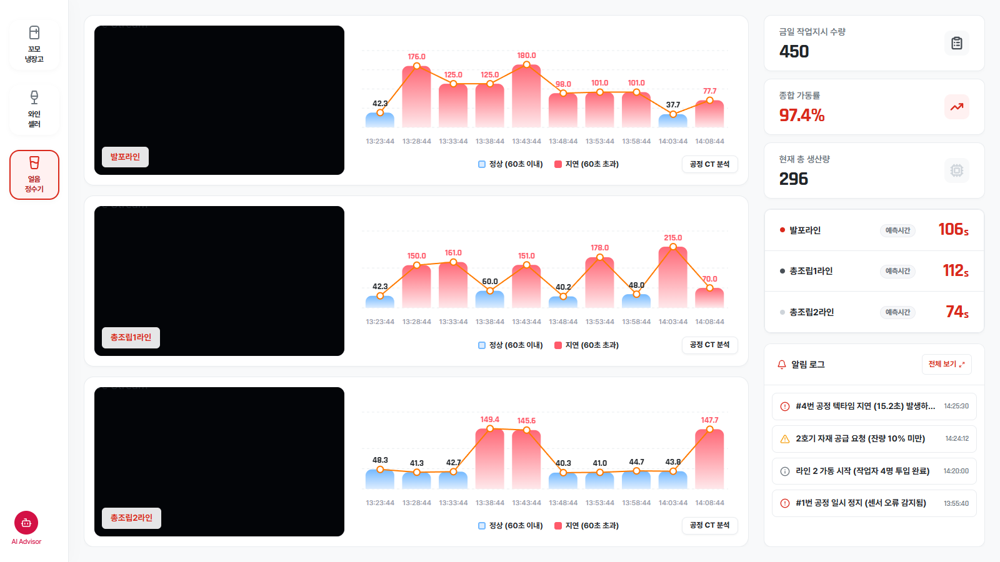 꼬모
냉장고
와인
셀러
얼음
정수기
AI Advisor
발포라인
176.0
180.0
125.0
125.0
98.0
101.0
101.0
77.7
42.3
37.7
13:23:44 13:28:44 13:33:44 13:38:44 13:43:44 13:48:44 13:53:44 13:58:44 14:03:44 14:08:44
정상 (60초 이내) 지연 (60초 초과)
공정 CT 분석
총조립1라인
42.3
150.0
161.0
60.0
151.0
40.2
178.0
48.0
215.0
70.0
13:23:44 13:28:44 13:33:44 13:38:44 13:43:44 13:48:44 13:53:44 13:58:44 14:03:44 14:08:44
정상 (60초 이내) 지연 (60초 초과)
공정 CT 분석
총조립2라인
48.3
41.3
42.7
149.4
145.6
40.3
41.0
44.7
43.8
147.7
13:23:44 13:28:44 13:33:44 13:38:44 13:43:44 13:48:44 13:53:44 13:58:44 14:03:44 14:08:44
정상 (60초 이내) 지연 (60초 초과)
공정 CT 분석
금일 작업지시 수량
450
종합 가동률
97.4%
현재 총 생산량
296
발포라인 예측시간 106s
총조립1라인 예측시간 112s
총조립2라인 예측시간 74s
알림 로그
전체 보기
#4번 공정 텍타임 지연 (15.2초) 발생하... 14:25:30
2호기 자재 공급 요청 (잔량 10% 미만) 14:24:12
라인 2 가동 시작 (작업자 4명 투입 완료) 14:20:00
#1번 공정 일시 정지 (센서 오류 감지됨) 13:55:40